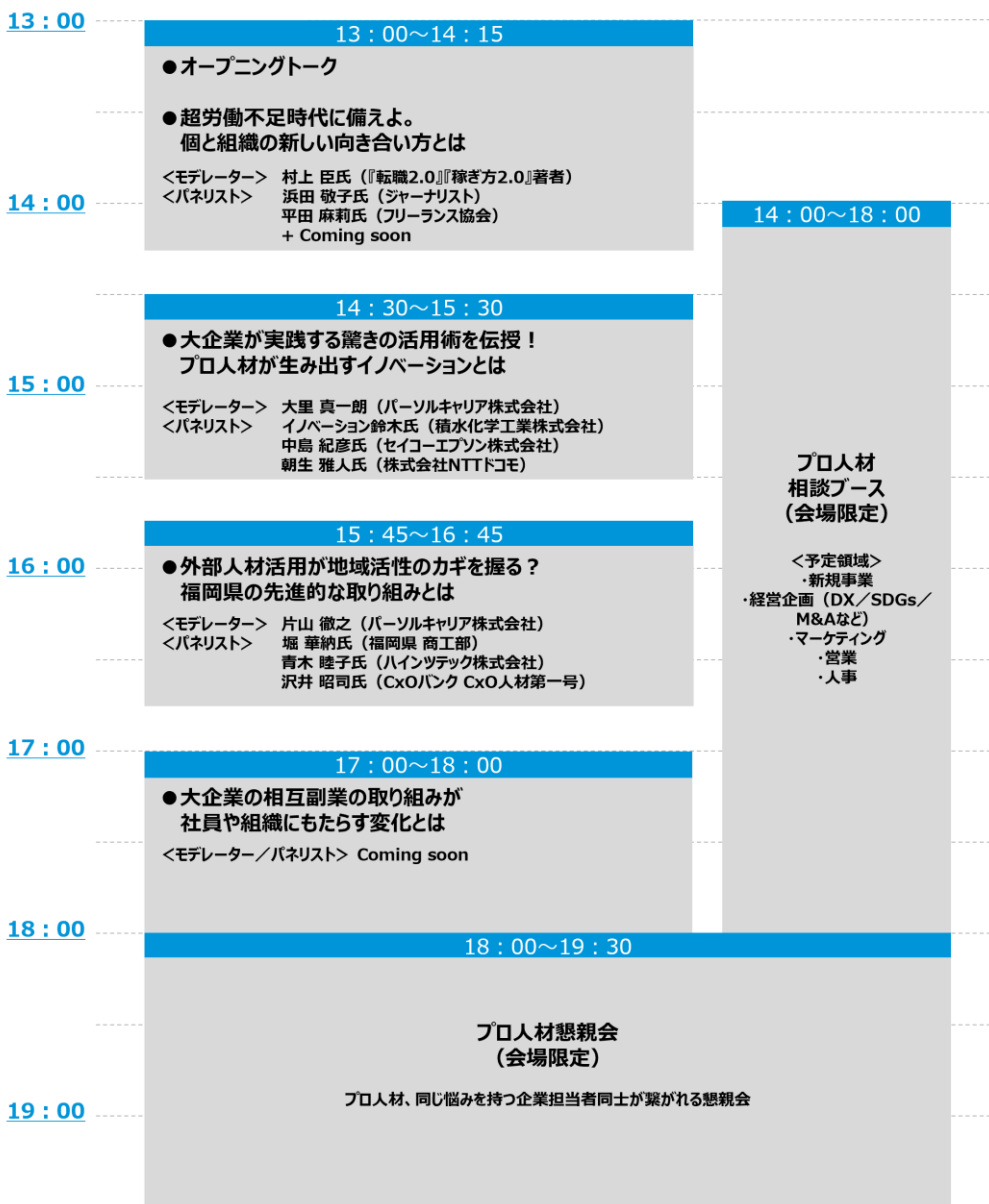 13：00
13：00～14：15
●オープニングトーク
●超労働不足時代に備えよ。
個と組織の新しい向き合い方とは
＜モデレーター＞ 村上 臣氏（『転職2.0』『稼ぎ方2.0』著者）
＜パネリスト＞ 浜田 敬子氏（ジャーナリスト）
平田 麻莉氏（フリーランス協会）
+ Coming soon
14：00
14：30～15：30
●大企業が実践する驚きの活用術を伝授！
プロ人材が生み出すイノベーションとは
15：00
＜モデレーター＞ 大里 真一朗（パーソルキャリア株式会社）
＜パネリスト＞ イノベーション鈴木氏（積水化学工業株式会社）
中島 紀彦氏（セイコーエプソン株式会社）
朝生 雅人氏（株式会社NTTドコモ）
15：45～16：45
16：00
●外部人材活用が地域活性のカギを握る？
福岡県の先進的な取り組みとは
＜モデレーター＞ 片山 徹之（パーソルキャリア株式会社）
＜パネリスト＞ 堀 華納氏（福岡県 商工部）
青木 睦子氏（ハインツテック株式会社）
沢井 昭司氏（CxOバンク CxO人材第一号）
17：00
17：00～18：00
●大企業の相互副業の取り組みが
社員や組織にもたらす変化とは
＜モデレーター／パネリスト＞ Coming soon
14：00～18：00
プロ人材
相談ブース
（会場限定）
＜予定領域＞
・新規事業
・経営企画（DX／SDGs／
M&Aなど）
・マーケティング
・営業
・人事
18：00
18：00～19：30
プロ人材懇親会
（会場限定）
プロ人材、同じ悩みを持つ企業担当者同士が繋がれる懇親会
19：00